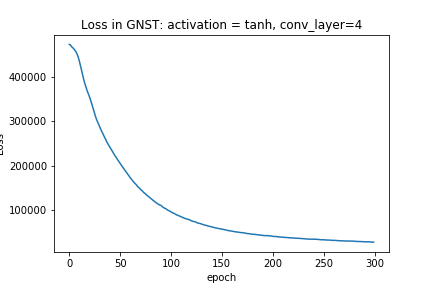 Loss in GNST: activation = tanh, conv_layer=4
400000
300000
200000
100000
Loss
0 50 100 150 200 250 300
epoch